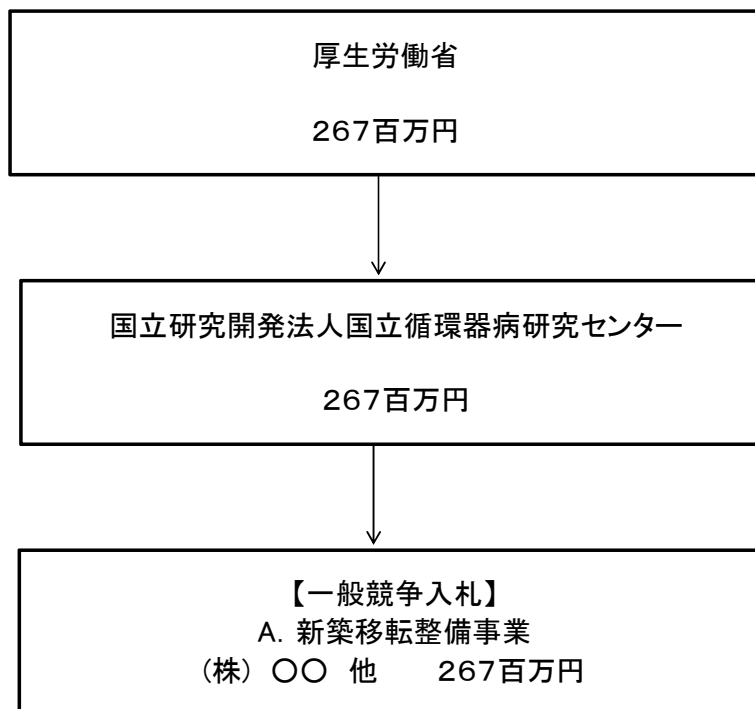 厚生労働省
267百万円
国立研究開発法人国立循環器病研究センター
267百万円
【一般競争入札】
A. 新築移転整備事業
(株) 〇〇 他　　267百万円